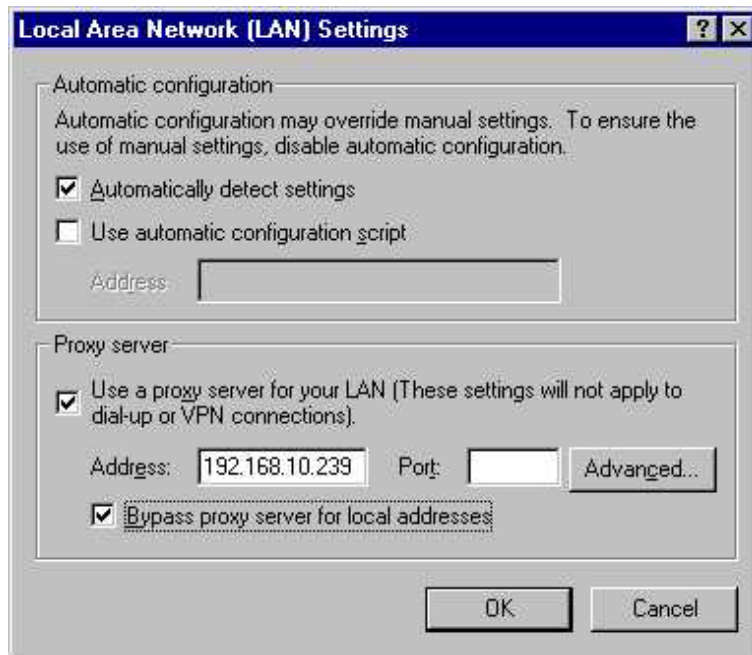 Local Area Network (LAN) Settings
Automatic configuration
Automatic configuration may override manual settings. To ensure the
use of manual settings, disable automatic configuration.
Automatically detect settings
Use automatic configuration script
Address
Proxy server
Use a proxy server for your LAN (These settings will not apply to
dial-up or VPN connections).
Address: 192.168.10.239 Port: Advanced...
Bypass proxy server for local addresses
OK Cancel